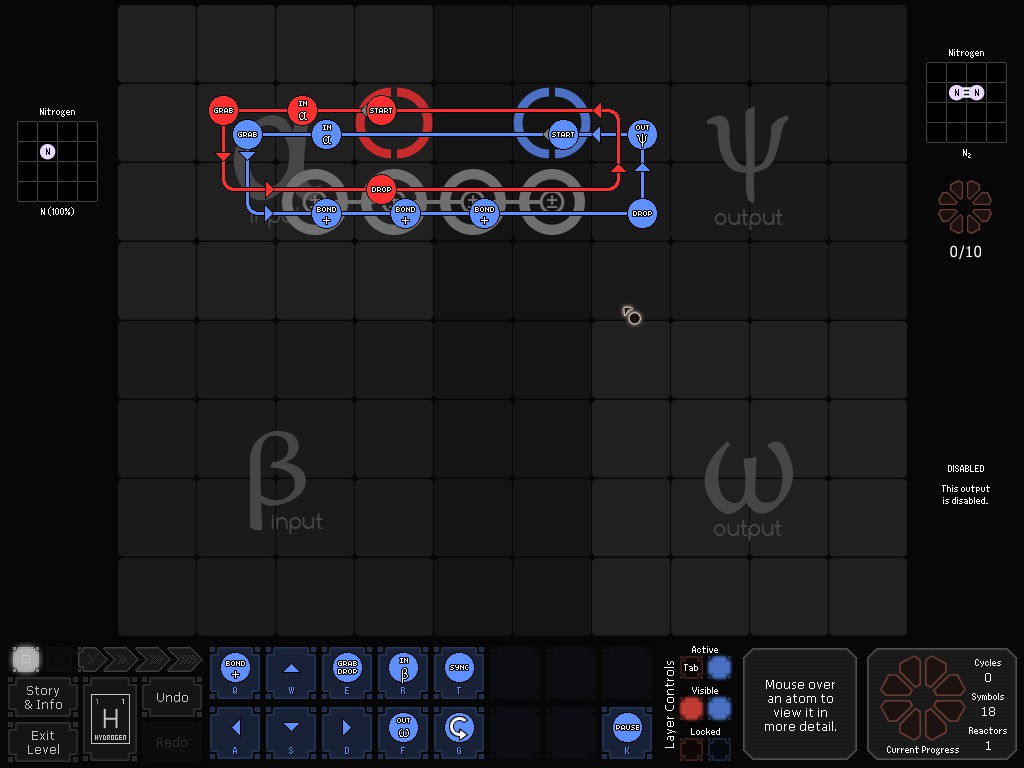 Nitrogen
N
N (100%)
α
input
β
input
ψ
output
ω
output
GRAB
IN
α
START
GRAB
IN
α
START
OUT
ψ
DROP
BOND
+
BOND
+
BOND
+
DROP
Nitrogen
N = N
N₂
0/10
DISABLED
This output
is disabled.
Story
& Info
Exit
Level
1 1
H
HYDROGEN
Undo
Redo
BOND
+
Q
W
GRAB
DROP
E
IN
β
R
SYNC
T
A
S
D
OUT
ω
F
G
PAUSE
K
Layer Controls
Active
Tab
Visible
Locked
Mouse over
an atom to
view it in
more detail.
Cycles
0
Symbols
18
Reactors
1
Current Progress